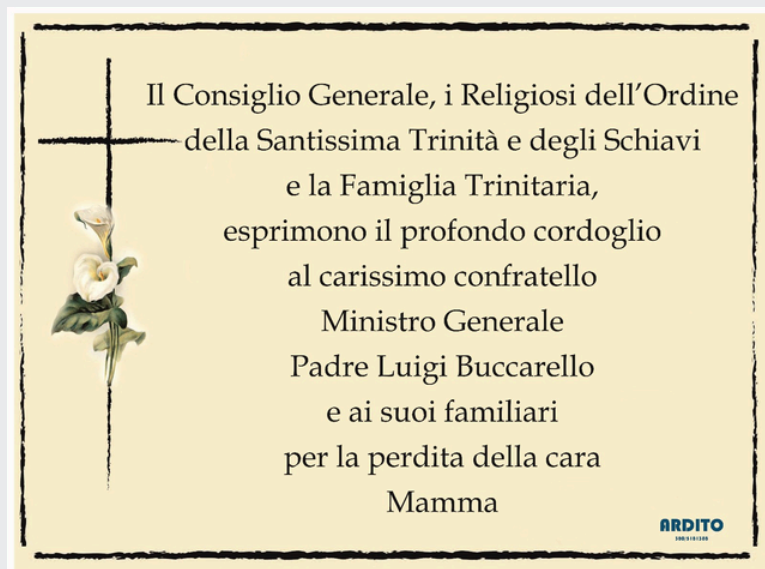 Il Consiglio Generale, i Religiosi dell’Ordine
della Santissima Trinità e degli Schiavi
e la Famiglia Trinitaria,
esprimono il profondo cordoglio
al carissimo confratello
Ministro Generale
Padre Luigi Buccarello
e ai suoi familiari
per la perdita della cara
Mamma
ARDITO